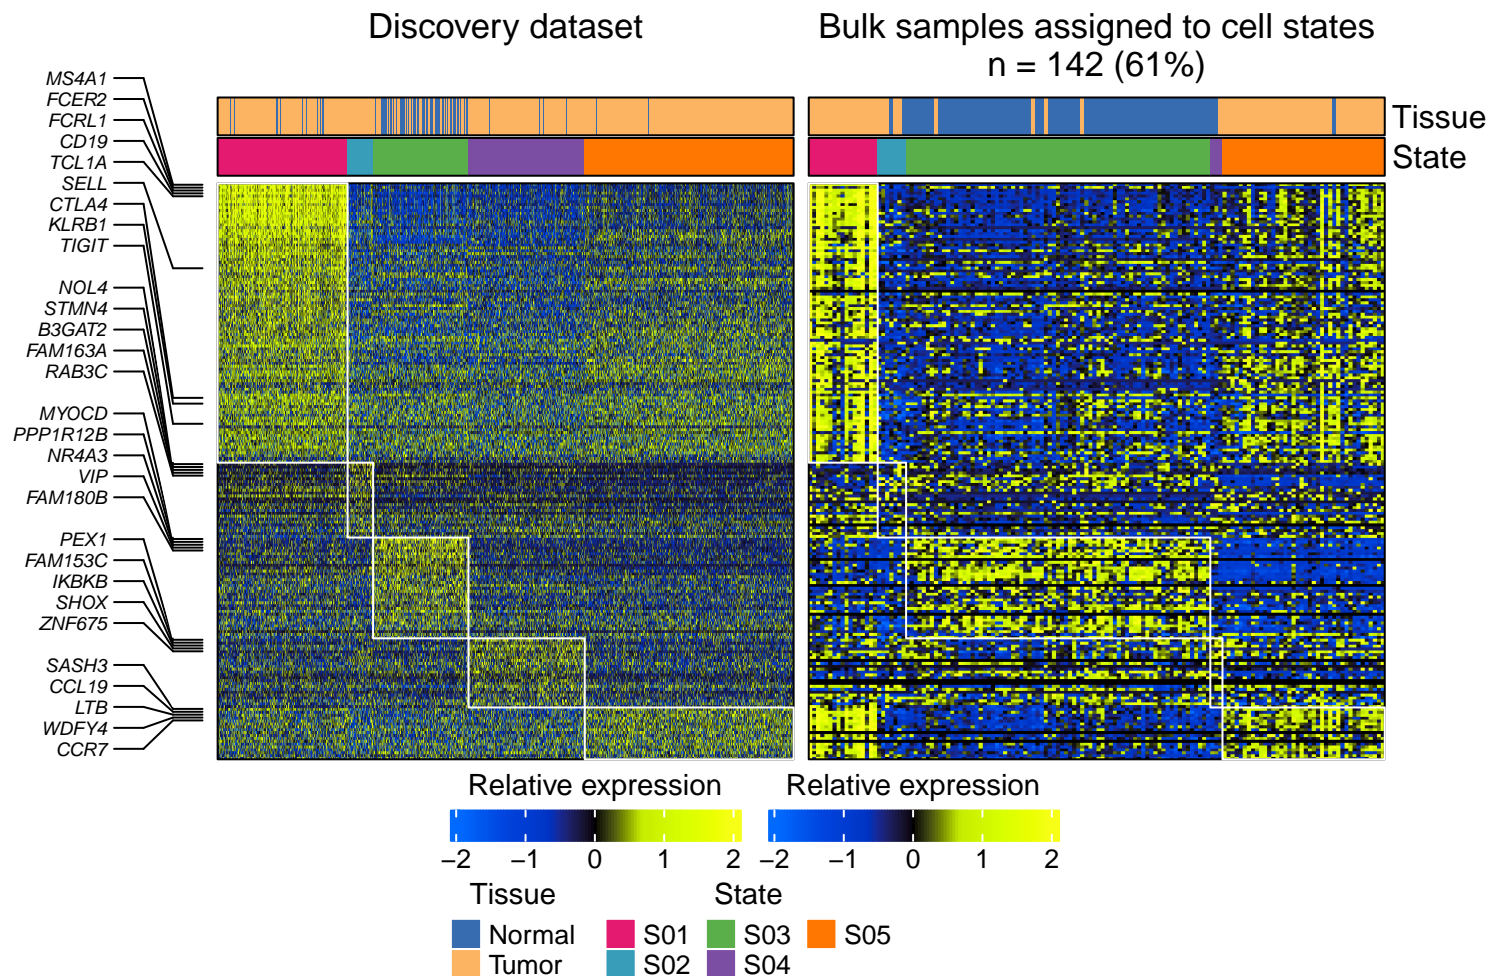 Discovery dataset
Bulk samples assigned to cell states
n = 142 (61%)
MS4A1
FCER2
FCRL1
CD19
TCL1A
SELL
CTLA4
KLRB1
TIGIT
NOL4
STMN4
B3GAT2
FAM163A
RAB3C
MYOCD
PPP1R12B
NR4A3
VIP
FAM180B
PEX1
FAM153C
IKBKB
SHOX
ZNF675
SASH3
CCL19
LTB
WDFY4
CCR7
Tissue
State
Relative expression
−2 −1 0 1 2
Relative expression
−2 −1 0 1 2
Tissue
Normal
Tumor
State
S01 S03 S05
S02 S04